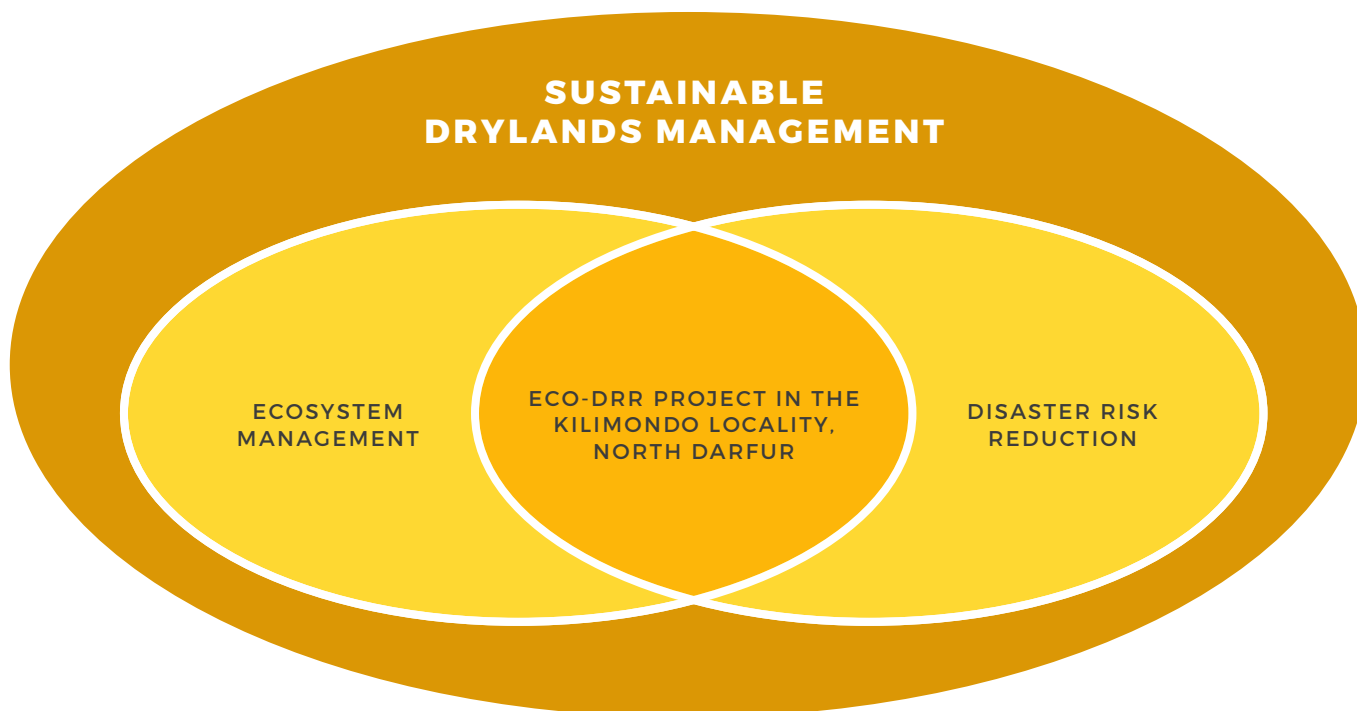 SUSTAINABLE
DRYLANDS MANAGEMENT
ECOSYSTEM
MANAGEMENT
ECO-DRR PROJECT IN THE
KILIMONDO LOCALITY,
NORTH DARFUR
DISASTER RISK
REDUCTION